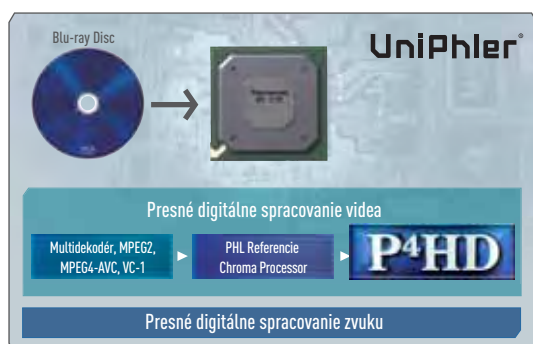 Blu-ray Disc
UniPhier®
Presné digitálne spracovanie videa
Multidekodér, MPEG2,
MPEG4-AVC, VC-1
PHL Referencie
Chroma Processor
P⁴HD
Presné digitálne spracovanie zvuku